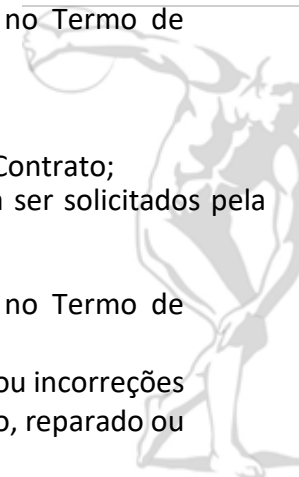 no Termo de
Contrato;
ser solicitados pela
no Termo de
ou incorreções
o, reparado ou